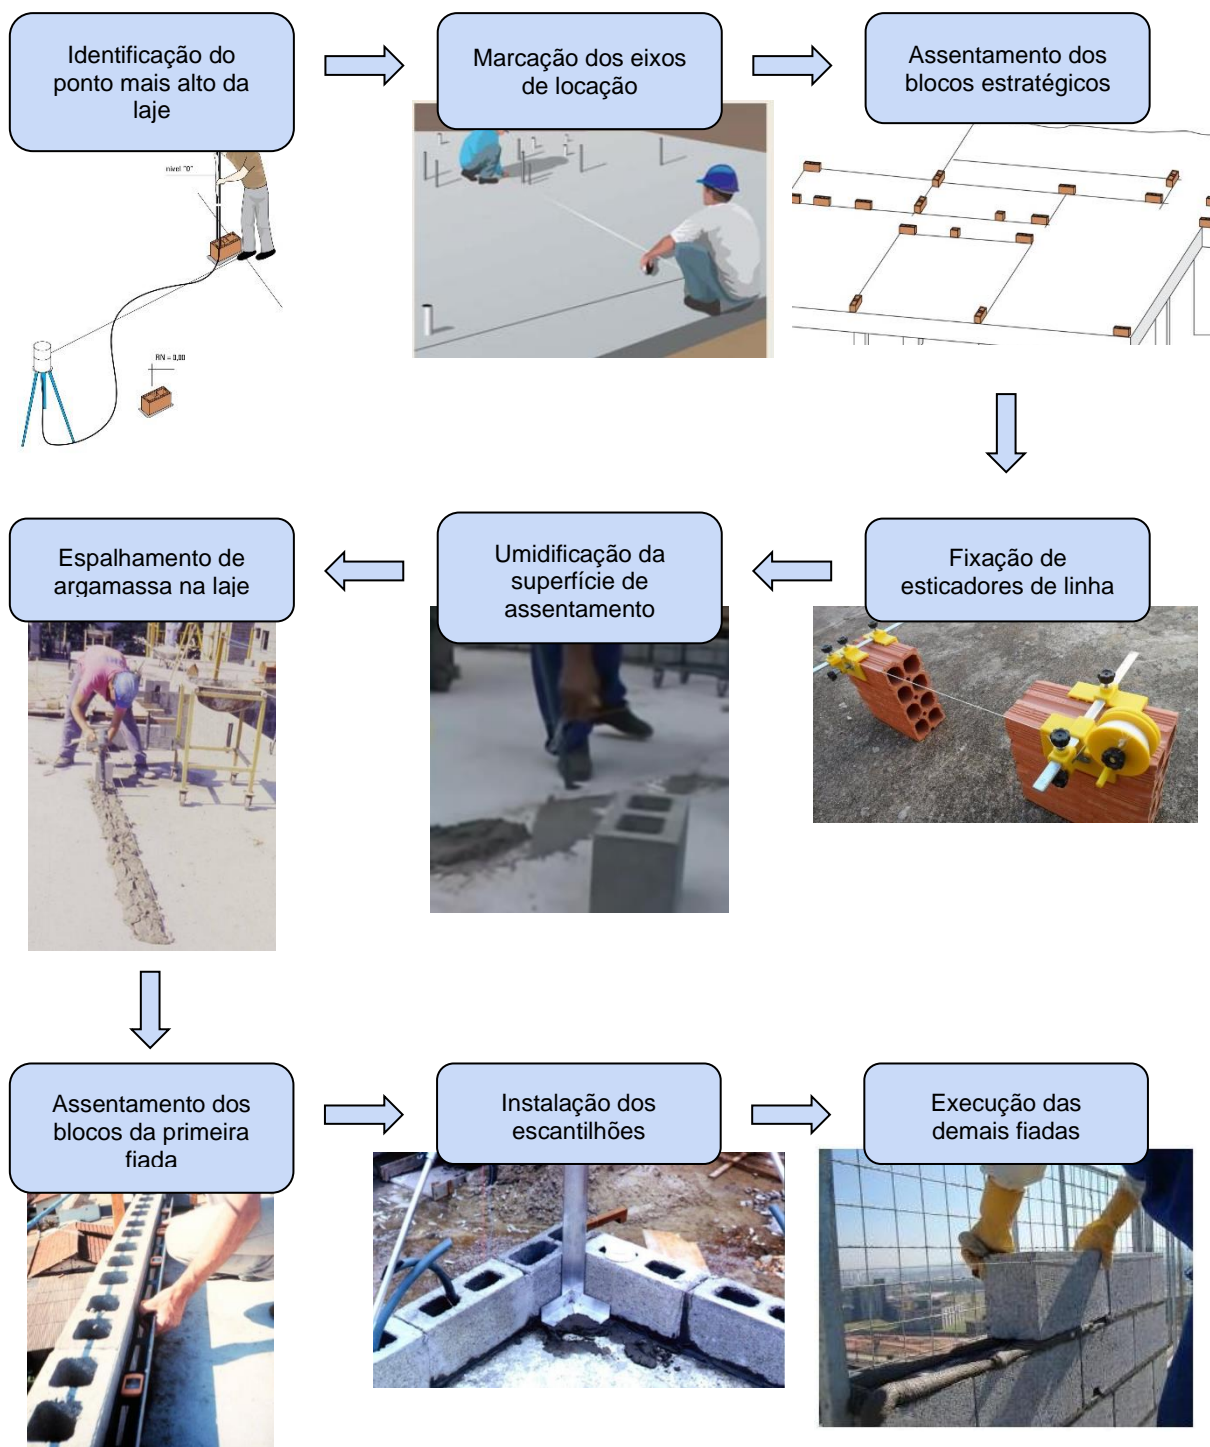 Identificação do
ponto mais alto da
laje
Marcação dos eixos
de locação
Assentamento dos
blocos estratégicos
nível "0"
RN = 0,00
Fixação de
esticadores de linha
Umidificação da
superfície de
assentamento
Espalhamento de
argamassa na laje
Assentamento dos
blocos da primeira
fiada
Instalação dos
escantilhões
Execução das
demais fiadas